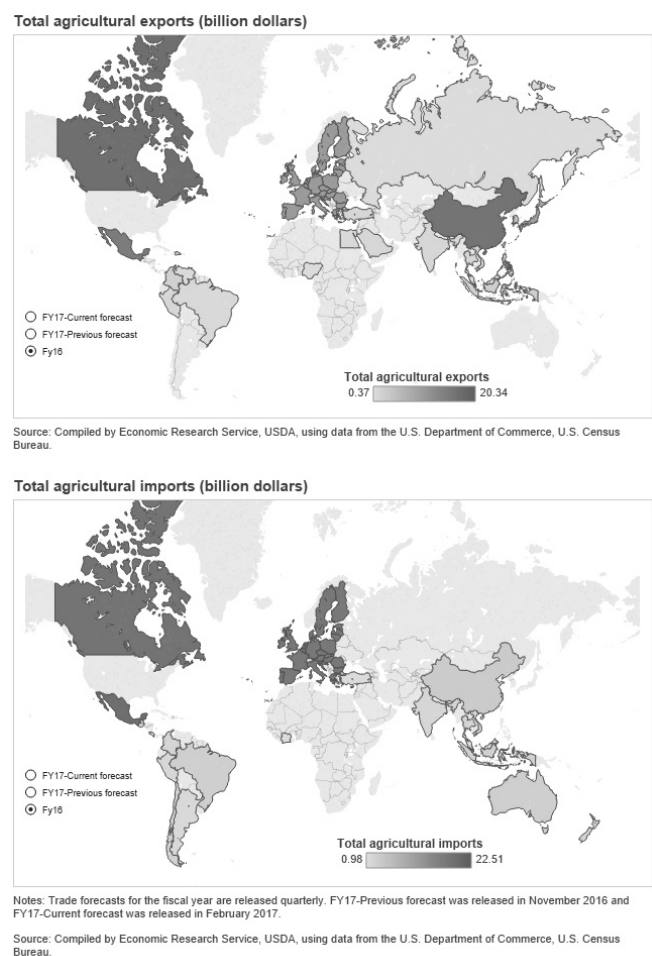 Total agricultural exports (billion dollars)
FY17-Current forecast
FY17-Previous forecast
Fy16
Total agricultural exports
0.37 20.34
Source: Compiled by Economic Research Service, USDA, using data from the U.S. Department of Commerce, U.S. Census
Bureau.
Total agricultural imports (billion dollars)
FY17-Current forecast
FY17-Previous forecast
Fy16
Total agricultural imports
0.98 22.51
Notes: Trade forecasts for the fiscal year are released quarterly. FY17-Previous forecast was released in November 2016 and
FY17-Current forecast was released in February 2017.
Source: Compiled by Economic Research Service, USDA, using data from the U.S. Department of Commerce, U.S. Census
Bureau.